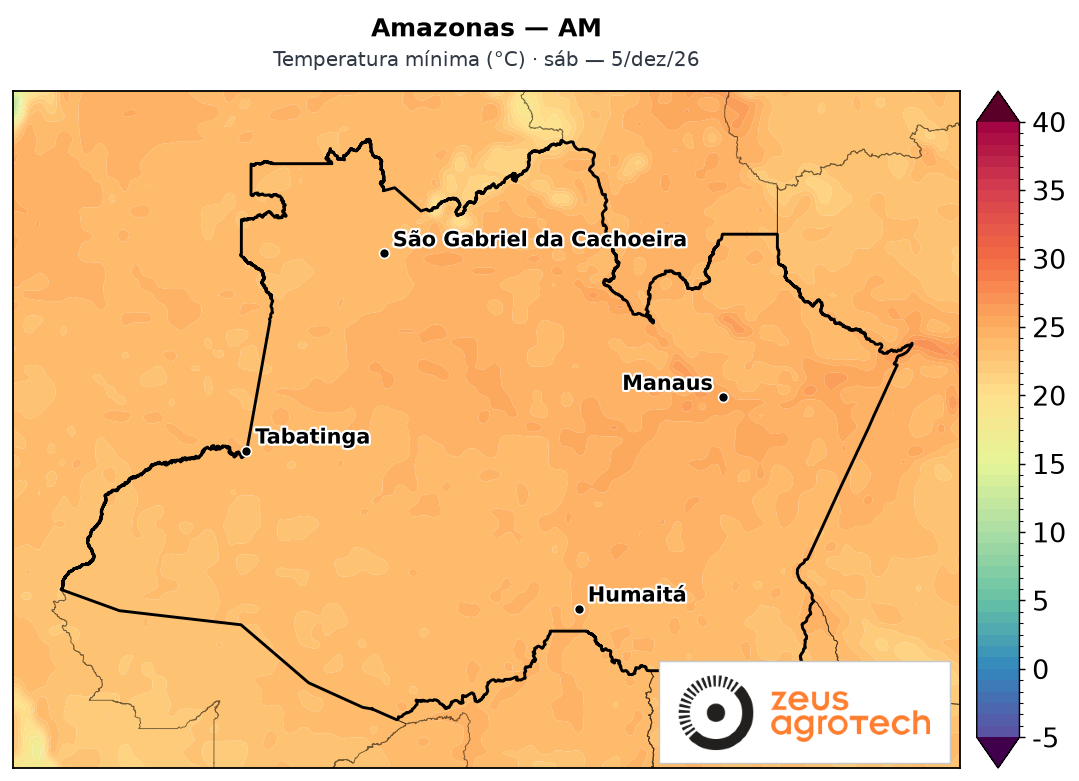 Amazonas — AM
Temperatura mínima (°C) · sáb — 5/dez/26
São Gabriel da Cachoeira
Manaus
Tabatinga
Humaitá
zeus
agrotech
40
35
30
25
20
15
10
5
0
-5